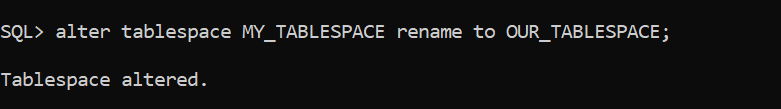 SQL> alter tablespace MY_TABLESPACE rename to OUR_TABLESPACE;
Tablespace altered.